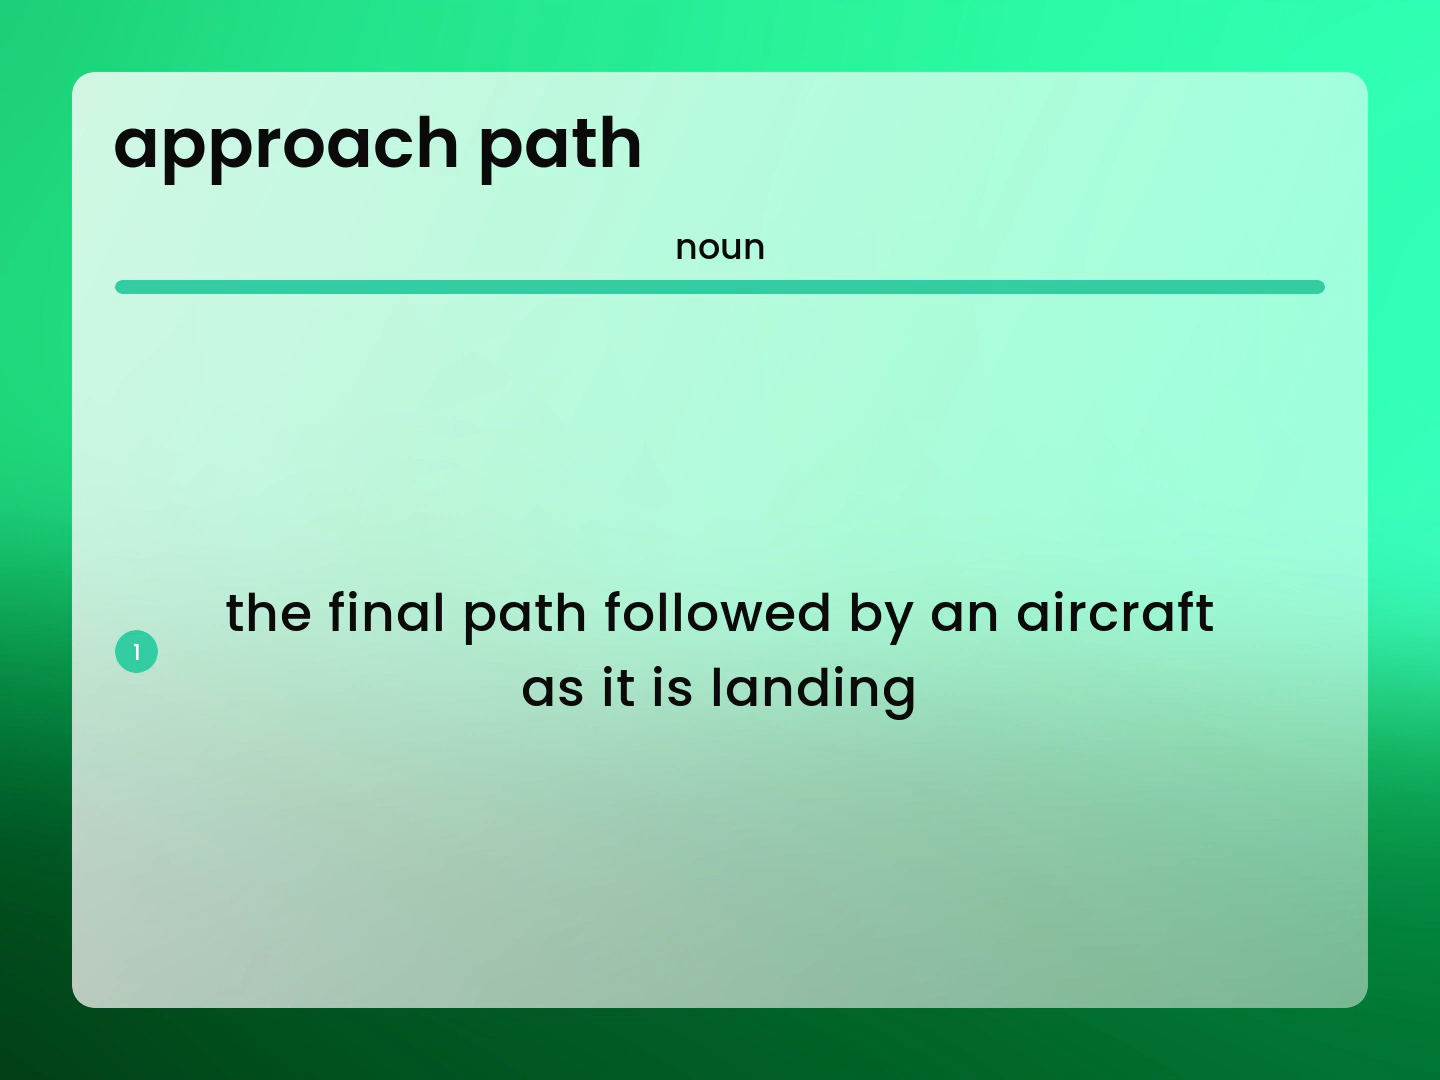 approach path
noun
1
the final path followed by an aircraft
as it is landing